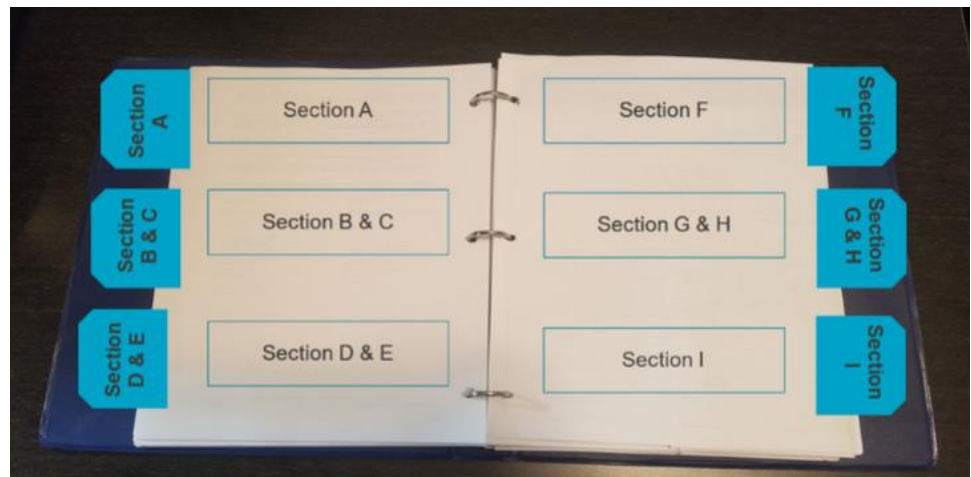 Section
A
Section A
Section
B & C
Section B & C
Section
D & E
Section D & E
Section F
Section
F
Section G & H
Section
G & H
Section I
Section
I